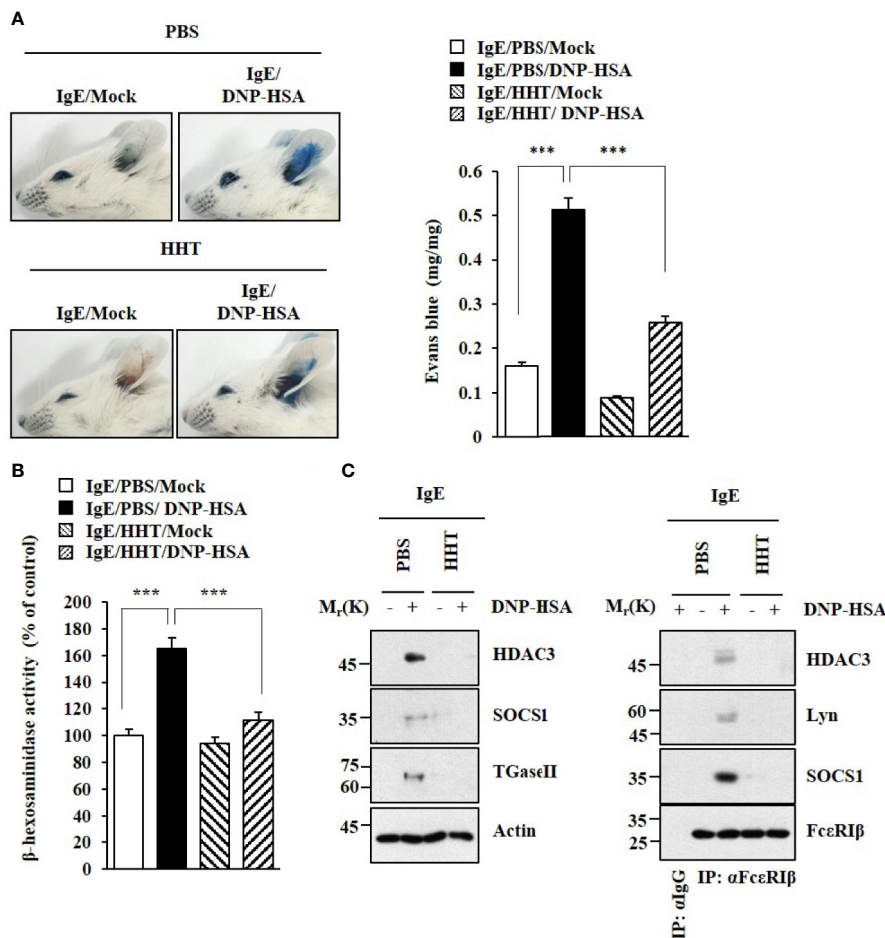 A
PBS
IgE/Mock
IgE/
DNP-HSA
HHT
IgE/Mock
IgE/
DNP-HSA
IgE/PBS/Mock
IgE/PBS/DNP-HSA
IgE/HHT/Mock
IgE/HHT/ DNP-HSA
Evans blue (mg/mg)
0.6
0.5
0.4
0.3
0.2
0.1
0
*** ***
B
IgE/PBS/Mock
IgE/PBS/ DNP-HSA
IgE/HHT/Mock
IgE/HHT/DNP-HSA
β-hexosaminidase activity (% of control)
200
180
160
140
120
100
80
60
40
20
0
*** ***
C
IgE
PBS HHT
Mr(K) - + - + DNP-HSA
45 HDAC3
35 SOCS1
75
60
TGaseII
45
Actin
IgE
PBS HHT
Mr(K) + - + - + DNP-HSA
45 HDAC3
60
45
Lyn
35 SOCS1
35
25
FcεRIβ
IP: αIgG
IP: αFcεRIβ